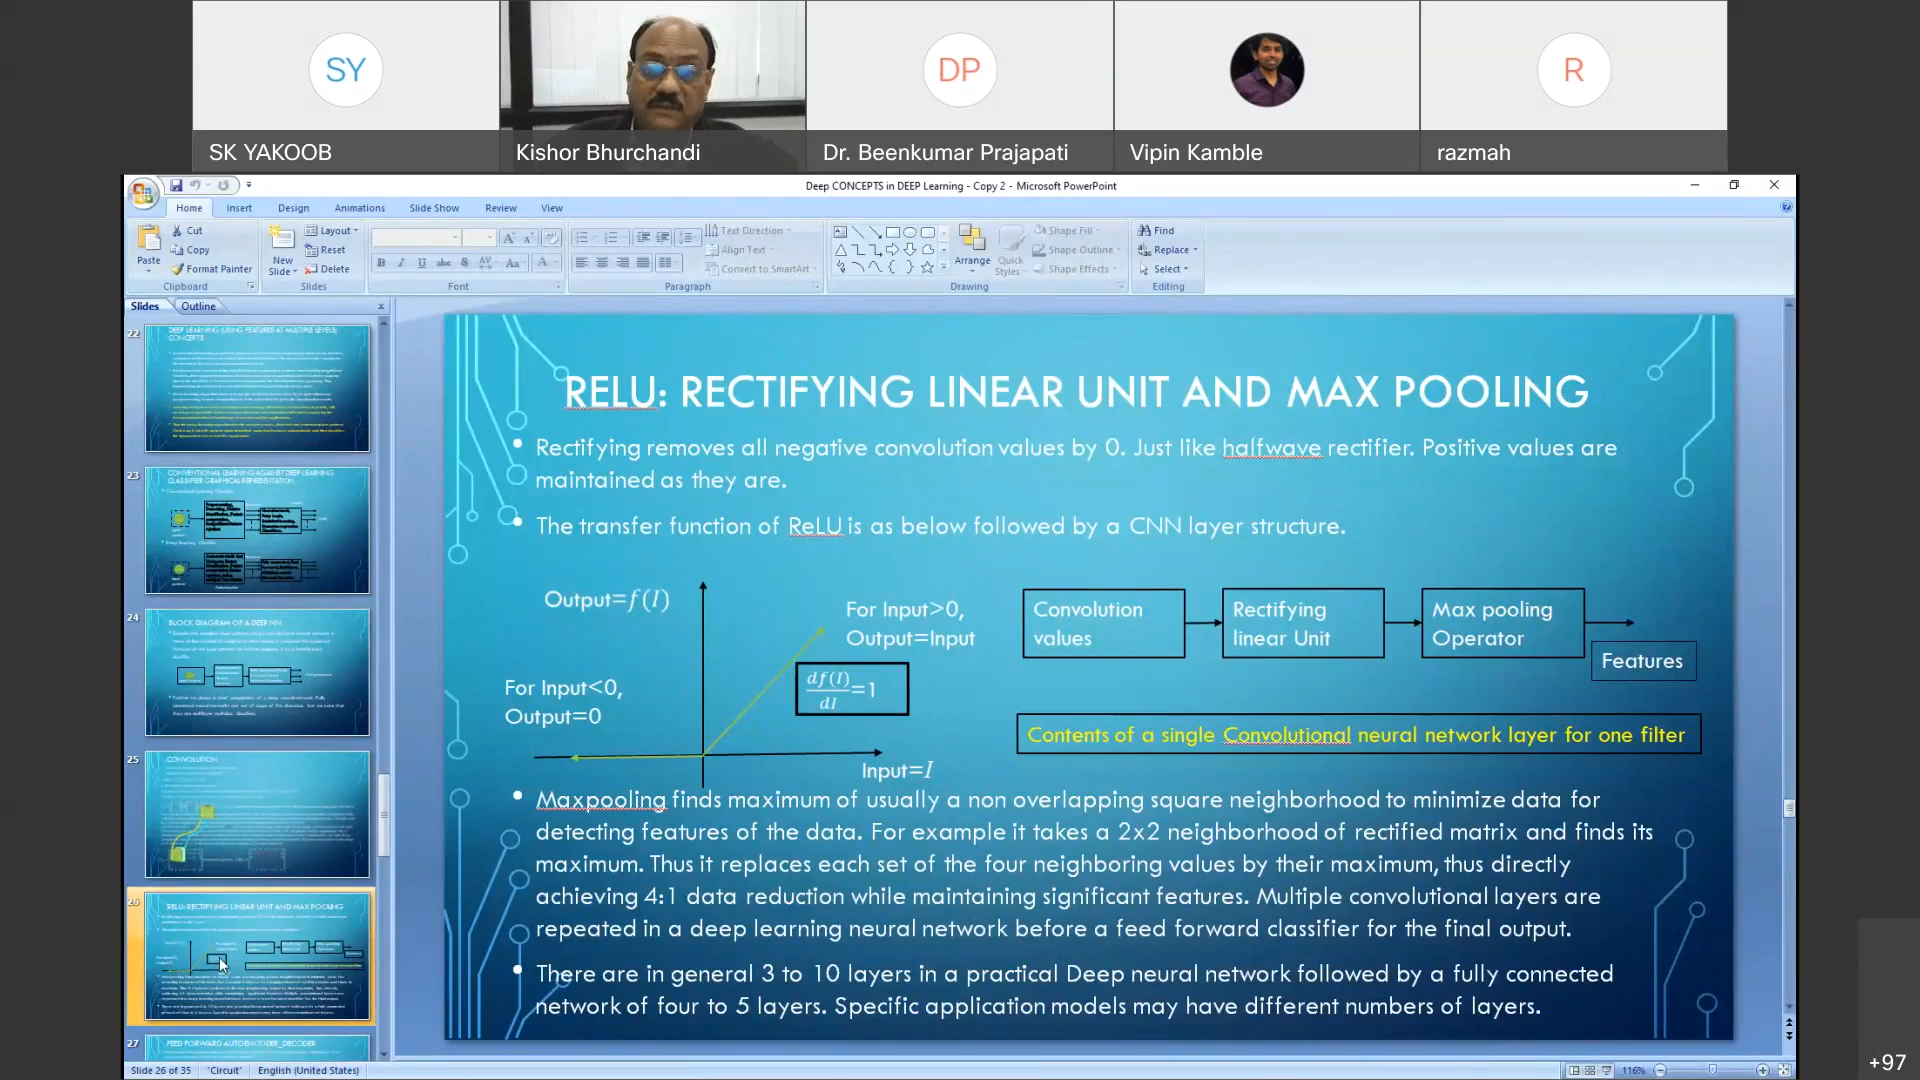 SY
DP
R
SK YAKOOB
Kishor Bhurchandi
Dr. Beenkumar Prajapati
Vipin Kamble
razmah
Deep CONCEPTS in DEEP Learning - Copy 2 - Microsoft PowerPoint
Home Insert Design Animations Slide Show Review View
Cut
Copy
Format Painter
Paste
Clipboard
New
Slide
Layout
Reset
Delete
Slides
Font
Text Direction
Align Text
Convert to SmartArt
Paragraph
Arrange
Quick
Styles
Shape Fill
Shape Outline
Shape Effects
Drawing
Find
Replace
Select
Editing
Slides Outline
22
DEEP LEARNING (USING FEATURES AT MULTIPLE LEVELS)
CONCEPTS
23
CONVENTIONAL LEARNING AGAINST DEEP LEARNING
CLASSIFIER GRAPHICAL REPRESENTATION
24
BLOCK DIAGRAM OF A DEEP NN
25
CONVOLUTION
26
RELU: RECTIFYING LINEAR UNIT AND MAX POOLING
27
FEED FORWARD AUTOENCODER_DECODER
RELU: RECTIFYING LINEAR UNIT AND MAX POOLING
• Rectifying removes all negative convolution values by 0. Just like halfwave rectifier. Positive values are
maintained as they are.
• The transfer function of ReLU is as below followed by a CNN layer structure.
Output=f(I)
For Input>0,
Output=Input
df(I)/dI=1
For Input<0,
Output=0
Input=I
Convolution
values
Rectifying
linear Unit
Max pooling
Operator
Features
Contents of a single Convolutional neural network layer for one filter
• Maxpooling finds maximum of usually a non overlapping square neighborhood to minimize data for
detecting features of the data. For example it takes a 2x2 neighborhood of rectified matrix and finds its
maximum. Thus it replaces each set of the four neighboring values by their maximum, thus directly
achieving 4:1 data reduction while maintaining significant features. Multiple convolutional layers are
repeated in a deep learning neural network before a feed forward classifier for the final output.
• There are in general 3 to 10 layers in a practical Deep neural network followed by a fully connected
network of four to 5 layers. Specific application models may have different numbers of layers.
Slide 26 of 35 "Circuit" English (United States)
116%
+97